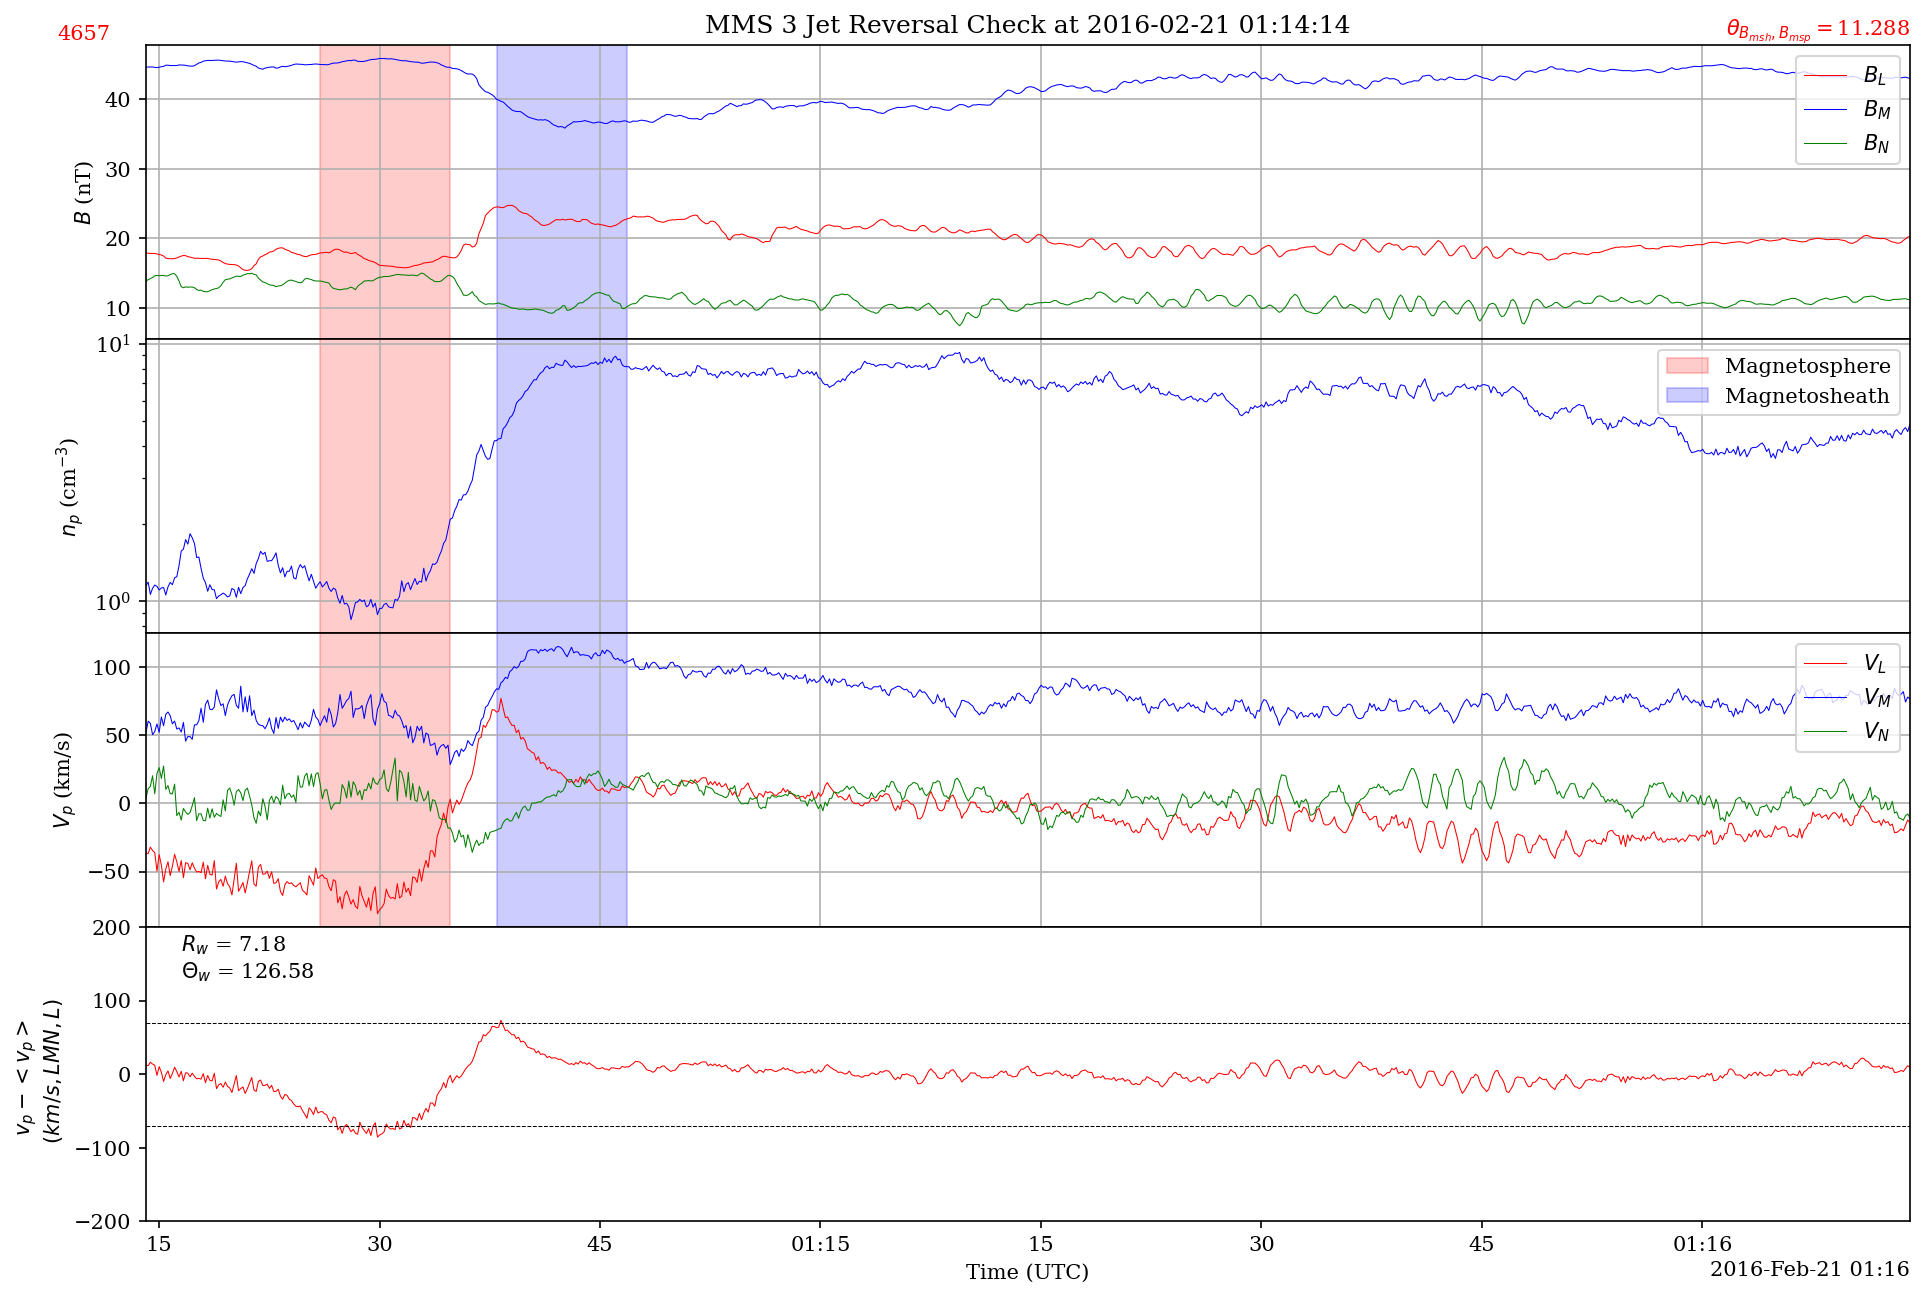 MMS 3 Jet Reversal Check at 2016-02-21 01:14:14
4657
θ_{B_{msh}, B_{msp}} = 11.288
B (nT)
40
30
20
10
B_L
B_M
B_N
n_p (cm^{−3})
10^1
10^0
Magnetosphere
Magnetosheath
V_p (km/s)
100
50
0
−50
V_L
V_M
V_N
v_p − < v_p >
(km/s, LMN, L)
200
100
0
−100
−200
R_w = 7.18
Θ_w = 126.58
15 30 45 01:15 15 30 45 01:16
Time (UTC)
2016-Feb-21 01:16